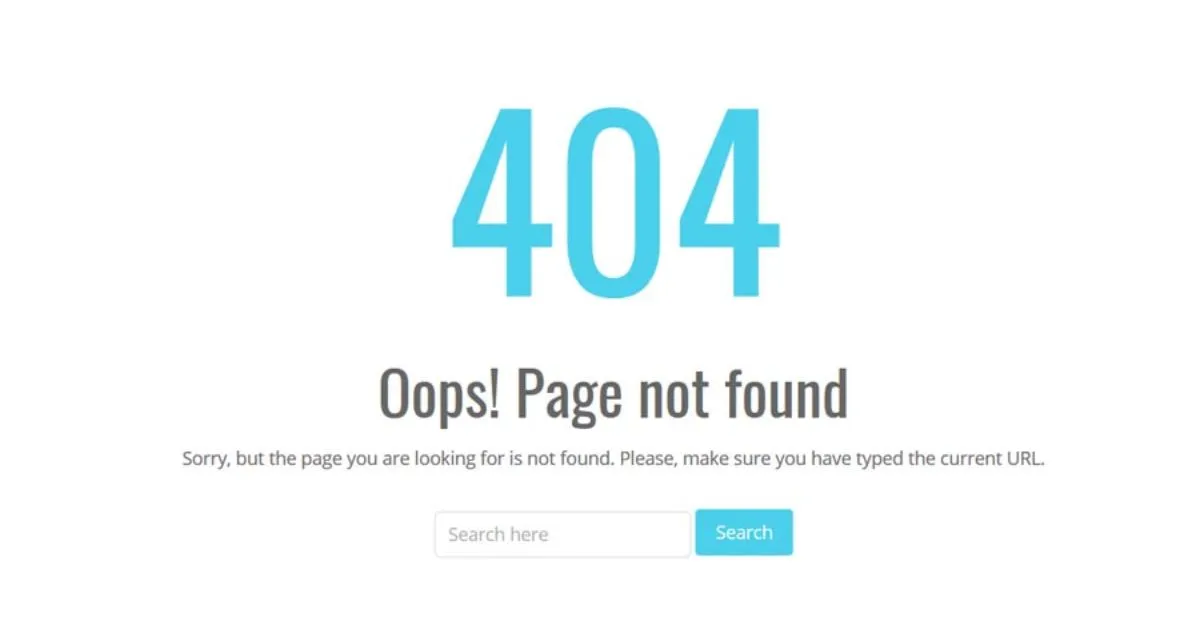 404
Oops! Page not found
Sorry, but the page you are looking for is not found. Please, make sure you have typed the current URL.
Search here
Search